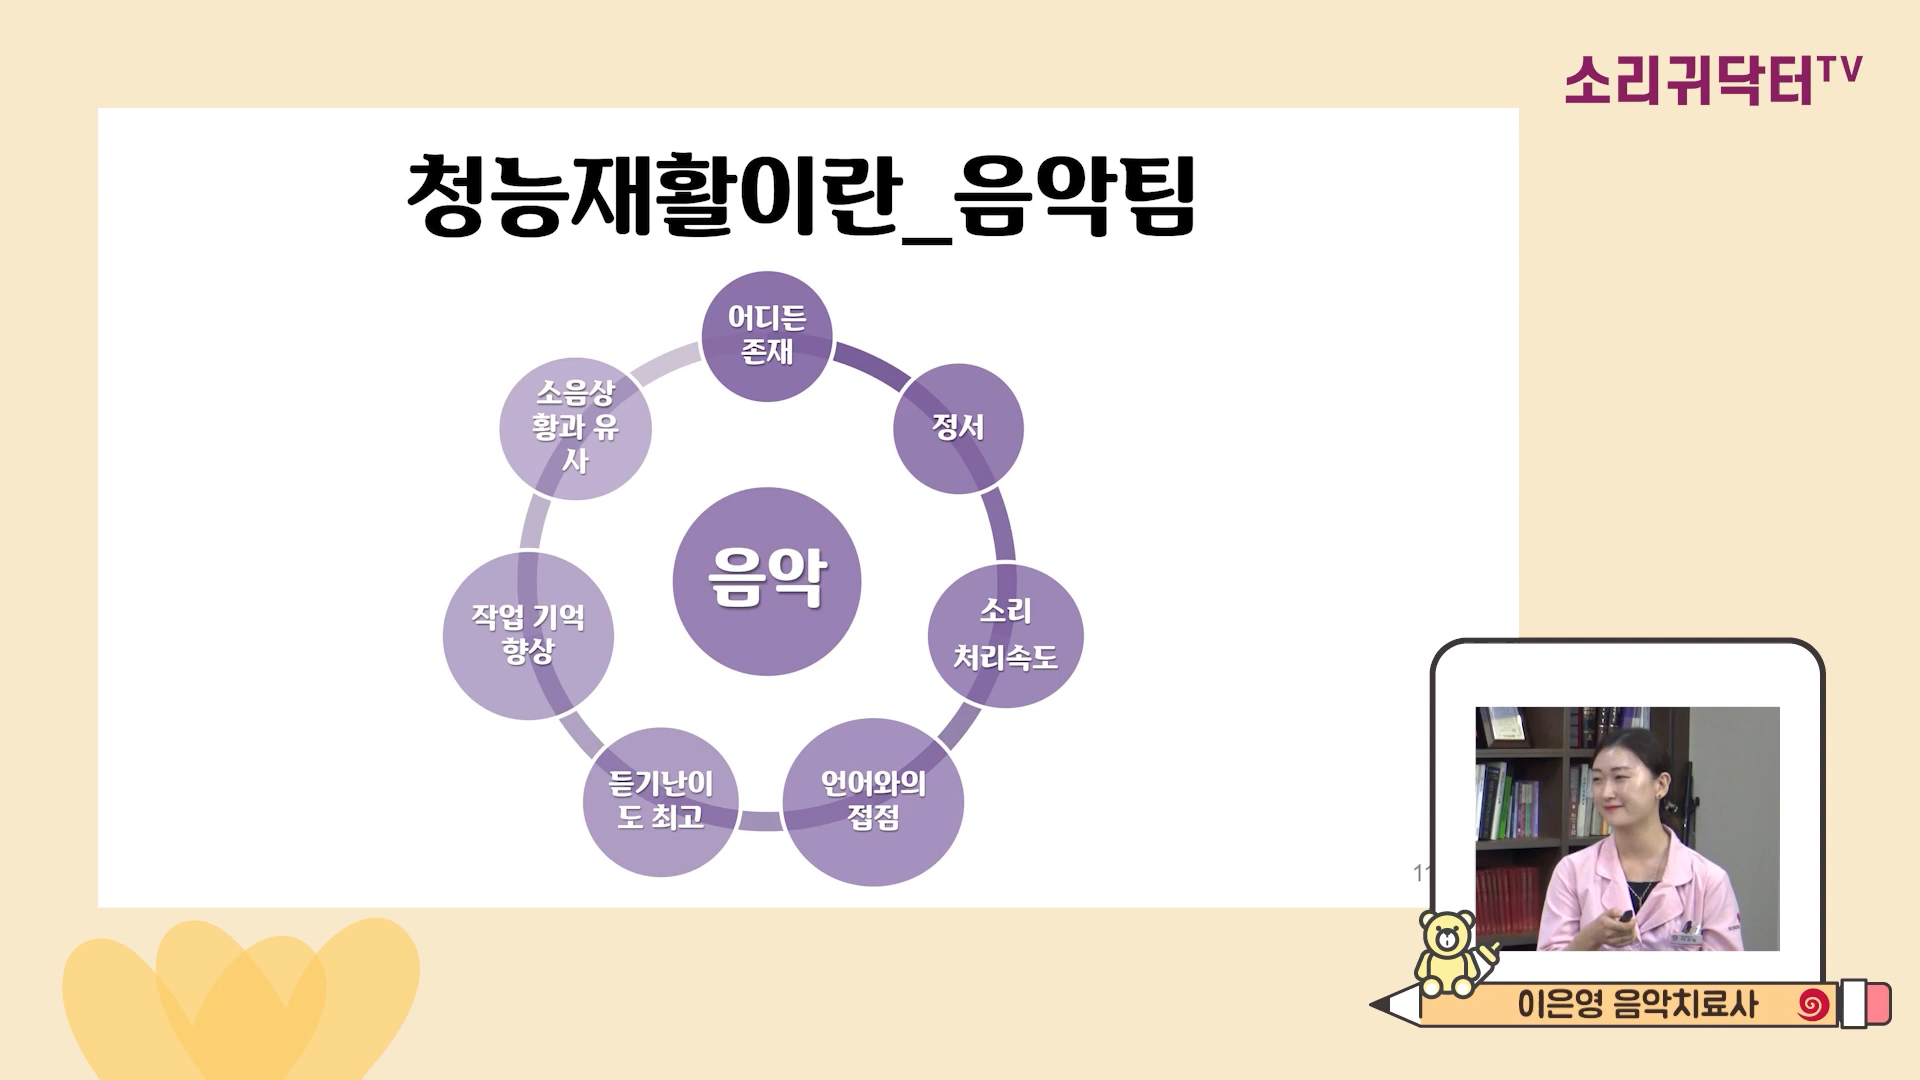 소리귀닥터TV
청능재활이란_음악팀
어디든
존재
정서
소리
처리속도
언어와의
접점
듣기난이
도 최고
작업 기억
향상
소음상
황과 유
사
음악
이은영 음악치료사